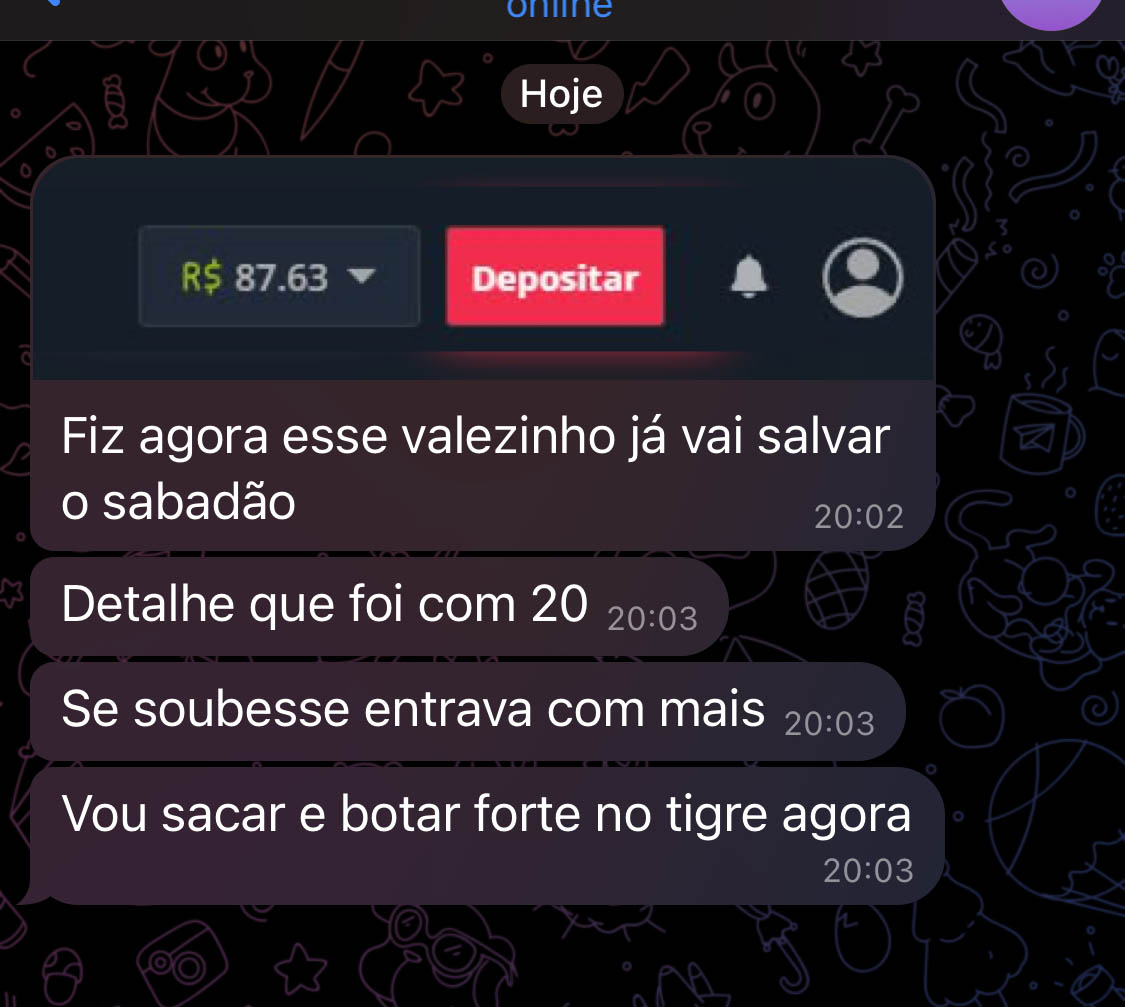 online
Hoje
R$ 87.63
Depositar
Fiz agora esse valezinho já vai salvar
o sabadão
20:02
Detalhe que foi com 20
20:03
Se soubesse entrava com mais
20:03
Vou sacar e botar forte no tigre agora
20:03